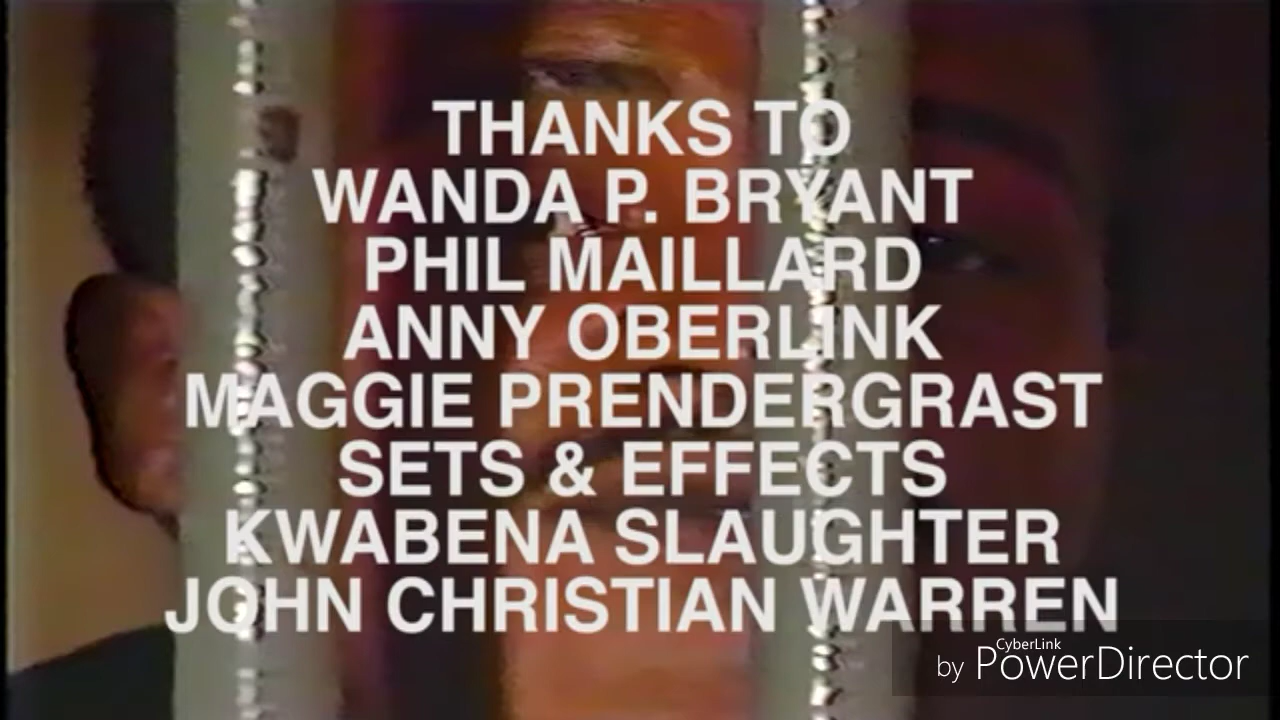 THANKS TO
WANDA P. BRYANT
PHIL MAILLARD
ANNY OBERLINK
MAGGIE PRENDERGRAST
SETS & EFFECTS
KWABENA SLAUGHTER
JOHN CHRISTIAN WARREN
CyberLink
by PowerDirector